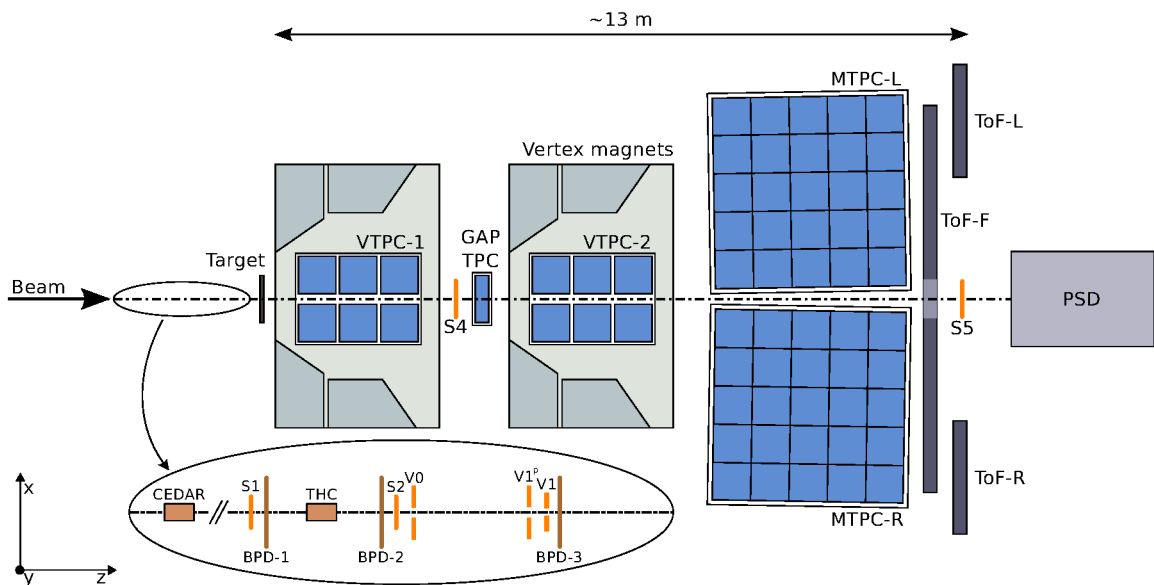 ~13 m
MTPC-L
ToF-L
Vertex magnets
ToF-F
VTPC-1
GAP
TPC
VTPC-2
Target
Beam
PSD
S4
S5
ToF-R
MTPC-R
x
CEDAR
S1
THC
S2
V0
V1ᵖ
V1
BPD-1
BPD-2
BPD-3
y
z